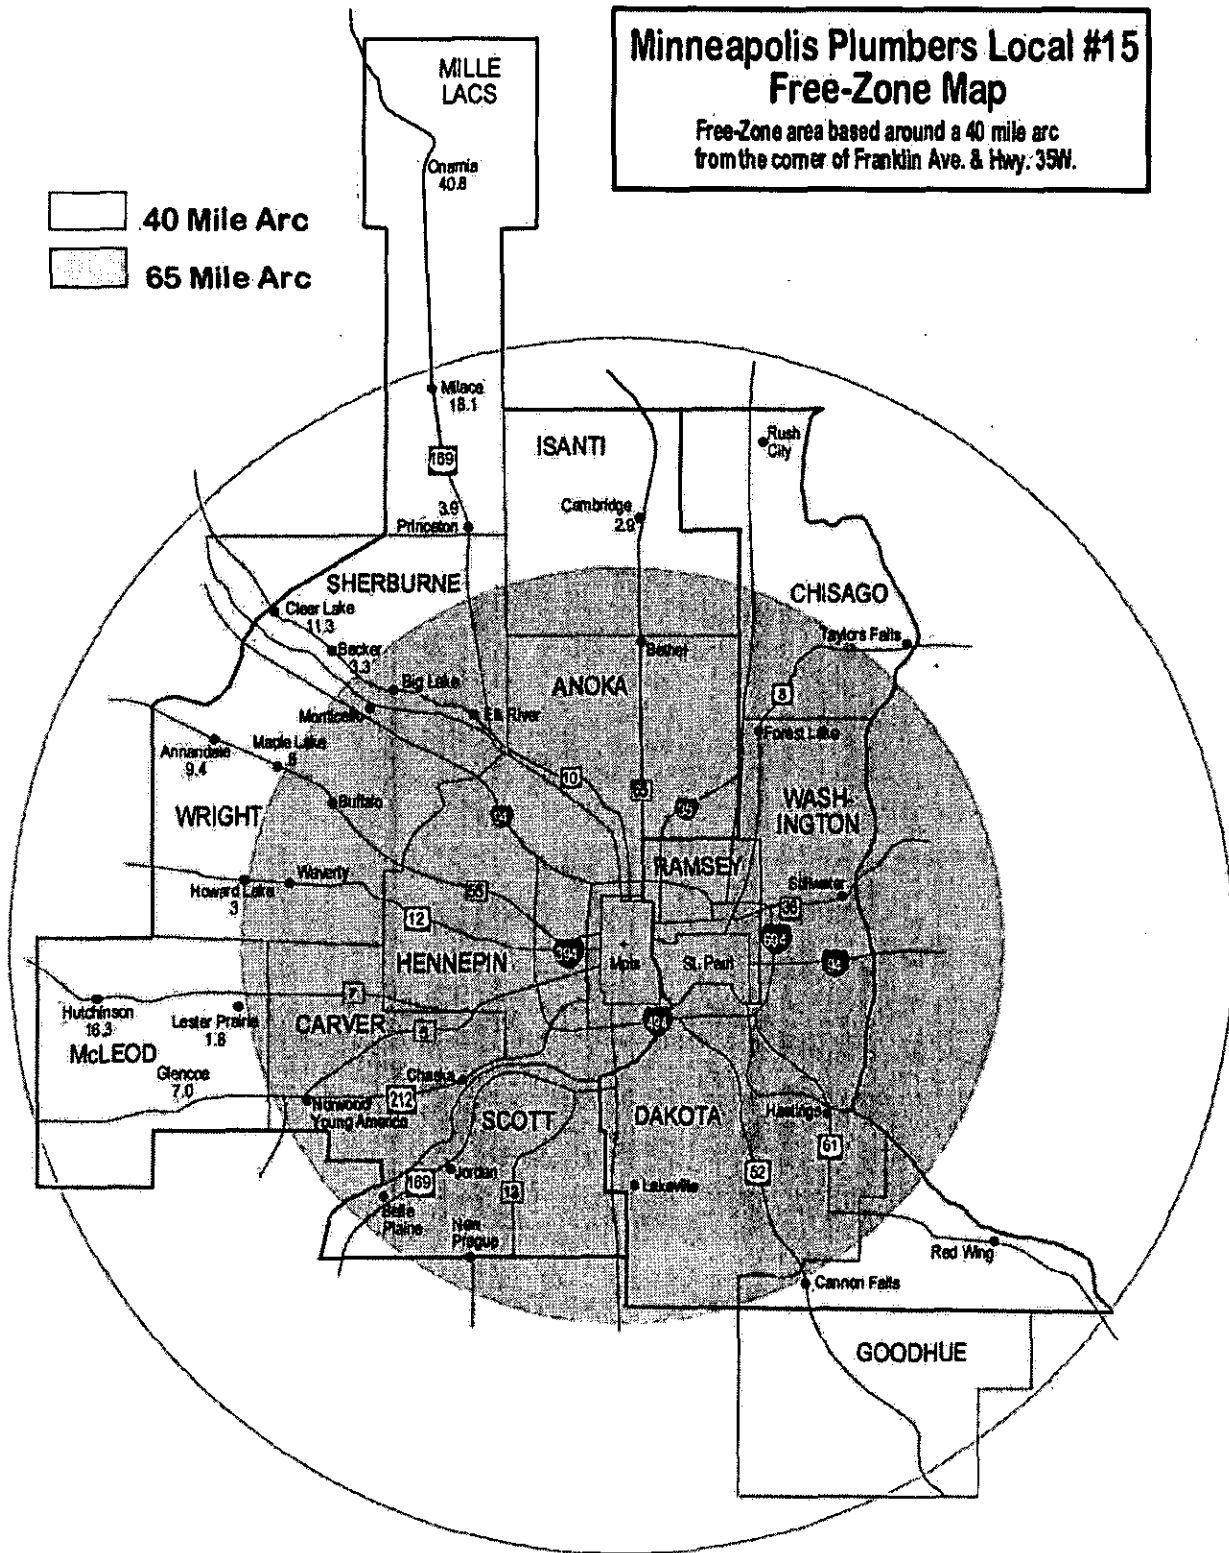 Minneapolis Plumbers Local #15
Free-Zone Map
Free-Zone area based around a 40 mile arc
from the corner of Franklin Ave. & Hwy. 35W.
MILLE
LACS
Onamia
40.8
40 Mile Arc
65 Mile Arc
Milaca
18.1
169
ISANTI
Rush
City
3.9
Princeton
Cambridge
2.9
SHERBURNE
CHISAGO
Clear Lake
11.3
Becker
3.3
Taylors Falls
Bethel
Big Lake
ANOKA
8
Monticello
Elk River
Forest Lake
Annandale
9.4
Maple Lake
6
10
65
WASH-
INGTON
WRIGHT
Buffalo
94
35
RAMSEY
Waverly
Howard Lake
3
55
Stillwater
36
12
394
694
HENNEPIN
Mpls
St. Paul
94
Hutchinson
16.3
7
Lester Prairie
1.8
CARVER
5
494
McLEOD
Glencoe
7.0
Chaska
Norwood
Young America
212
SCOTT
DAKOTA
Hastings
61
169
Jordan
13
Lakeville
52
Belle
Plaine
New
Prague
Red Wing
Cannon Falls
GOODHUE